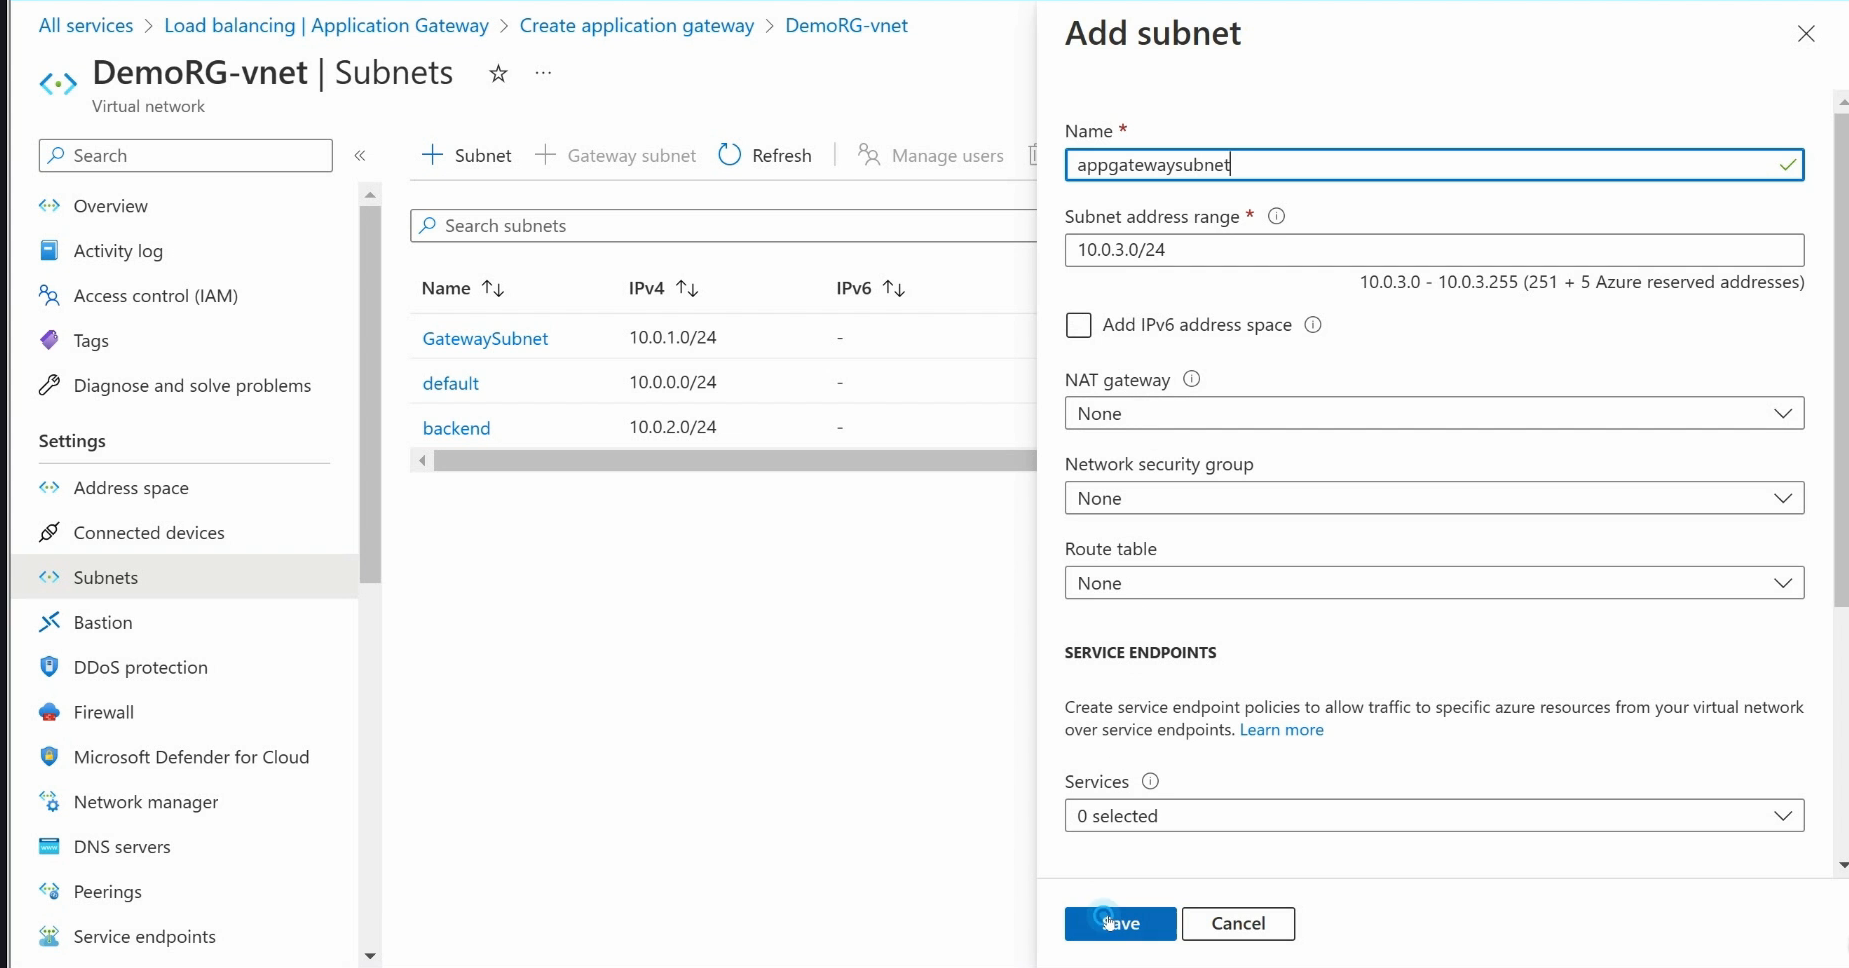 All services > Load balancing | Application Gateway > Create application gateway > DemoRG-vnet
DemoRG-vnet | Subnets
Virtual network
Search
Overview
Activity log
Access control (IAM)
Tags
Diagnose and solve problems
Settings
Address space
Connected devices
Subnets
Bastion
DDoS protection
Firewall
Microsoft Defender for Cloud
Network manager
DNS servers
Peerings
Service endpoints
Subnet Gateway subnet Refresh Manage users
Search subnets
Name IPv4 IPv6
GatewaySubnet 10.0.1.0/24 -
default 10.0.0.0/24 -
backend 10.0.2.0/24 -
Add subnet
Name *
appgatewaysubnet
Subnet address range *
10.0.3.0/24
10.0.3.0 - 10.0.3.255 (251 + 5 Azure reserved addresses)
Add IPv6 address space
NAT gateway
None
Network security group
None
Route table
None
SERVICE ENDPOINTS
Create service endpoint policies to allow traffic to specific azure resources from your virtual network
over service endpoints. Learn more
Services
0 selected
Save Cancel